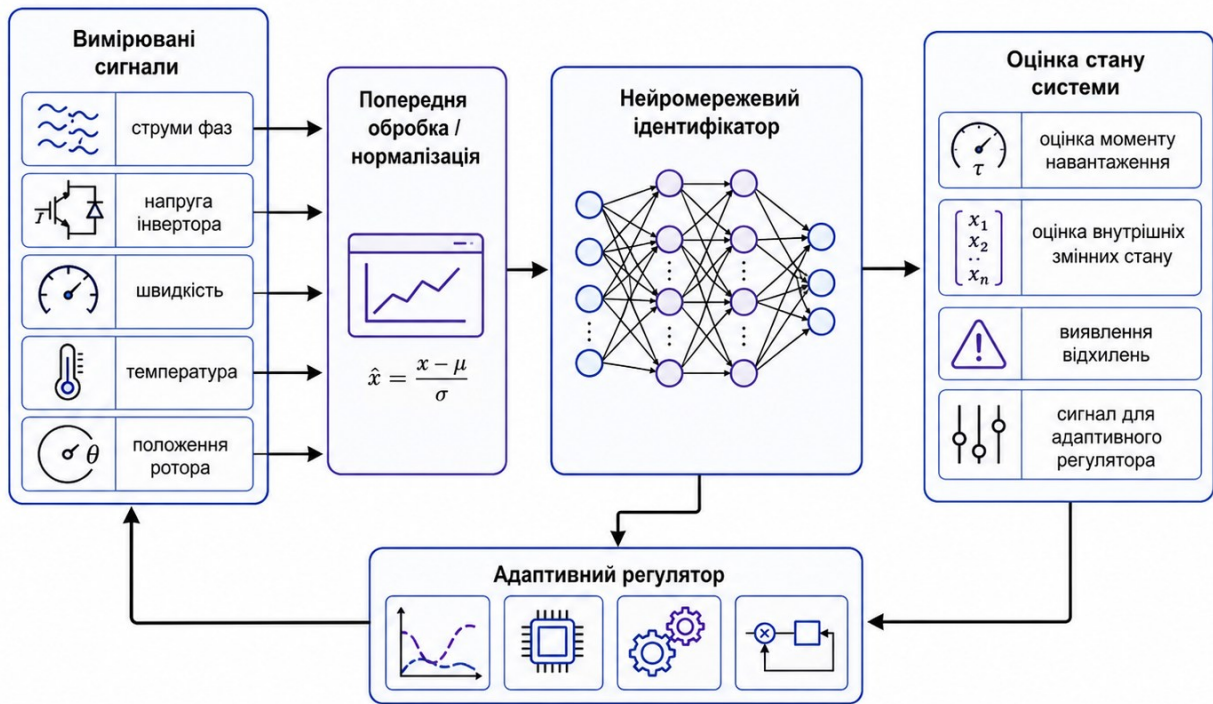 Вимірювані
сигнали
струми фаз
напруга
інвертора
швидкість
температура
θ
положення
ротора
Попередня
обробка /
нормалізація
x̂ = (x − μ) / σ
Нейромережевий
ідентифікатор
Оцінка стану
системи
τ
оцінка моменту
навантаження
x₁
x₂
..
xₙ
оцінка внутрішніх
змінних стану
виявлення
відхилень
сигнал для
адаптивного
регулятора
Адаптивний регулятор